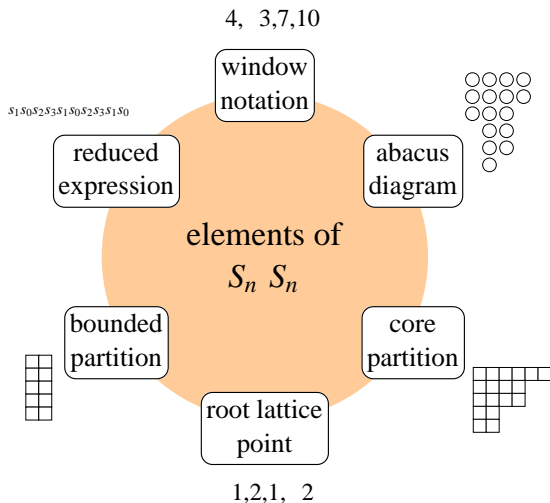 4, 3,7,10
window
notation
s₁s₀s₂s₃s₁s₀s₂s₃s₁s₀
reduced
expression
abacus
diagram
elements of
Sₙ Sₙ
bounded
partition
core
partition
root lattice
point
1,2,1, 2